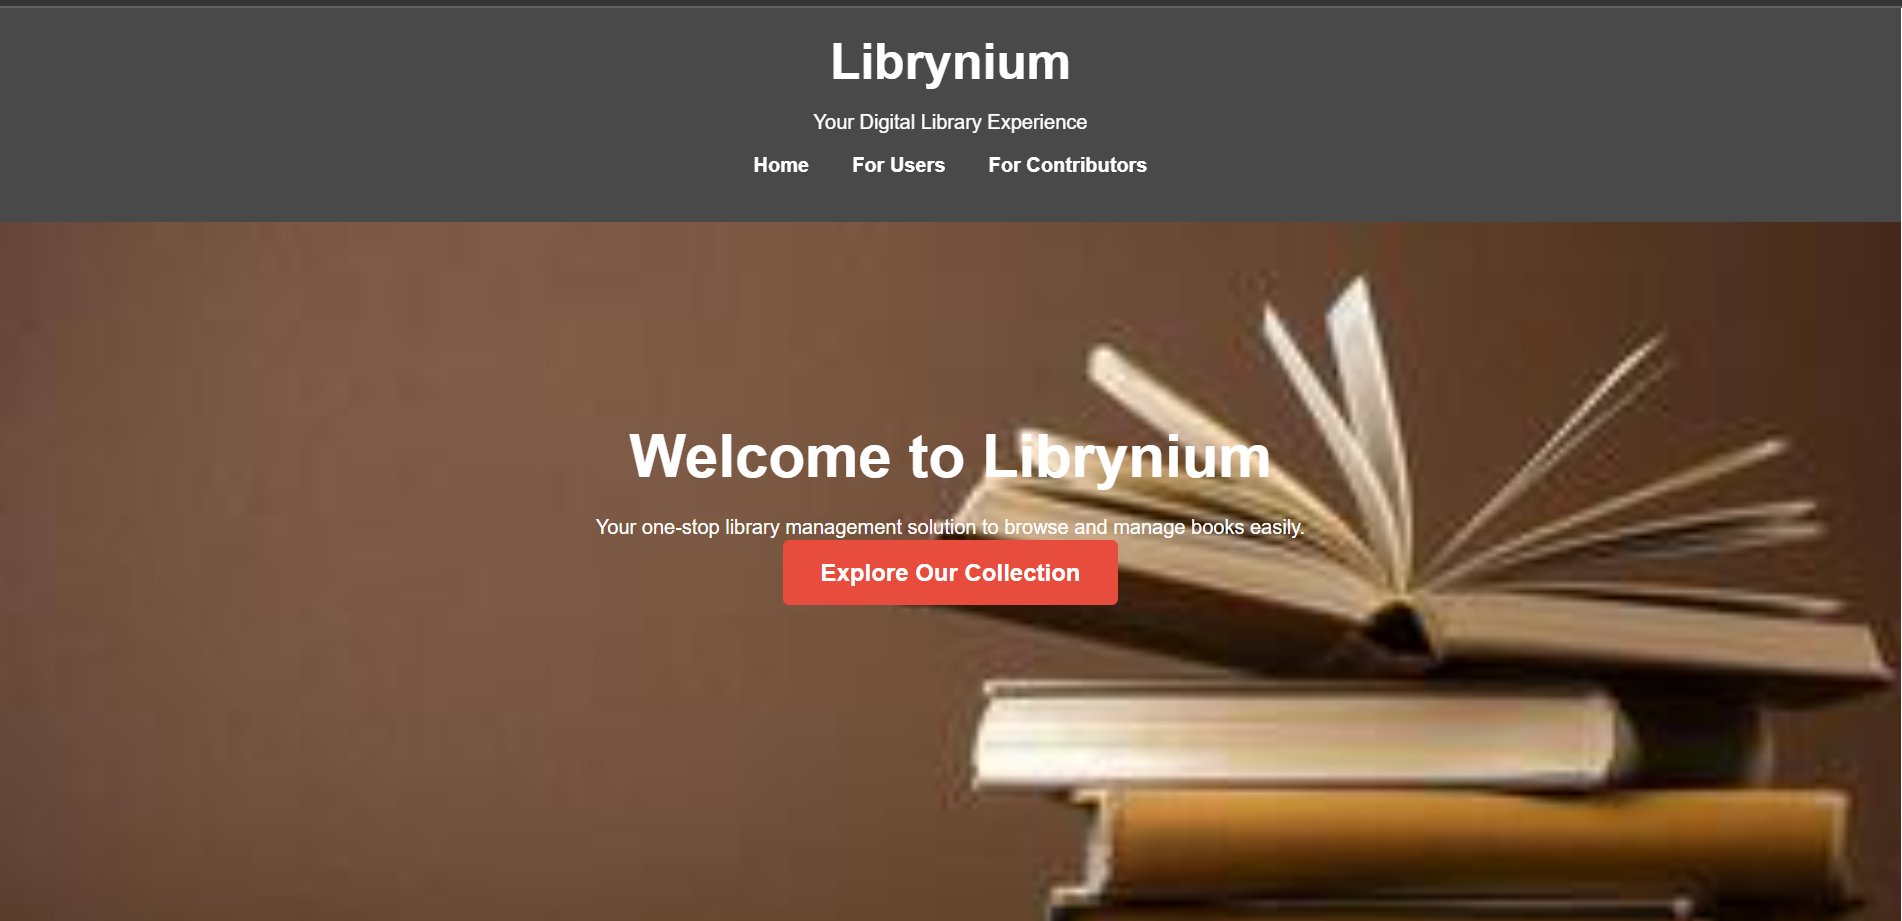 Librynium
Your Digital Library Experience
Home For Users For Contributors
Welcome to Librynium
Your one-stop library management solution to browse and manage books easily.
Explore Our Collection